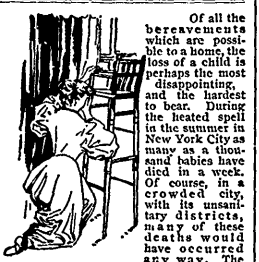 Of all the
bereavements
which are possi-
ble to a home, the
loss of a child is
perhaps the most
disappointing,
and the hardest
to bear. During
the heated spell
in the summer in
New York City as
many as a thou-
sand babies have
died in a week.
Of course, in a
crowded city,
with its unsani-
tary districts,
many of these
deaths would
have occurred
any way. The